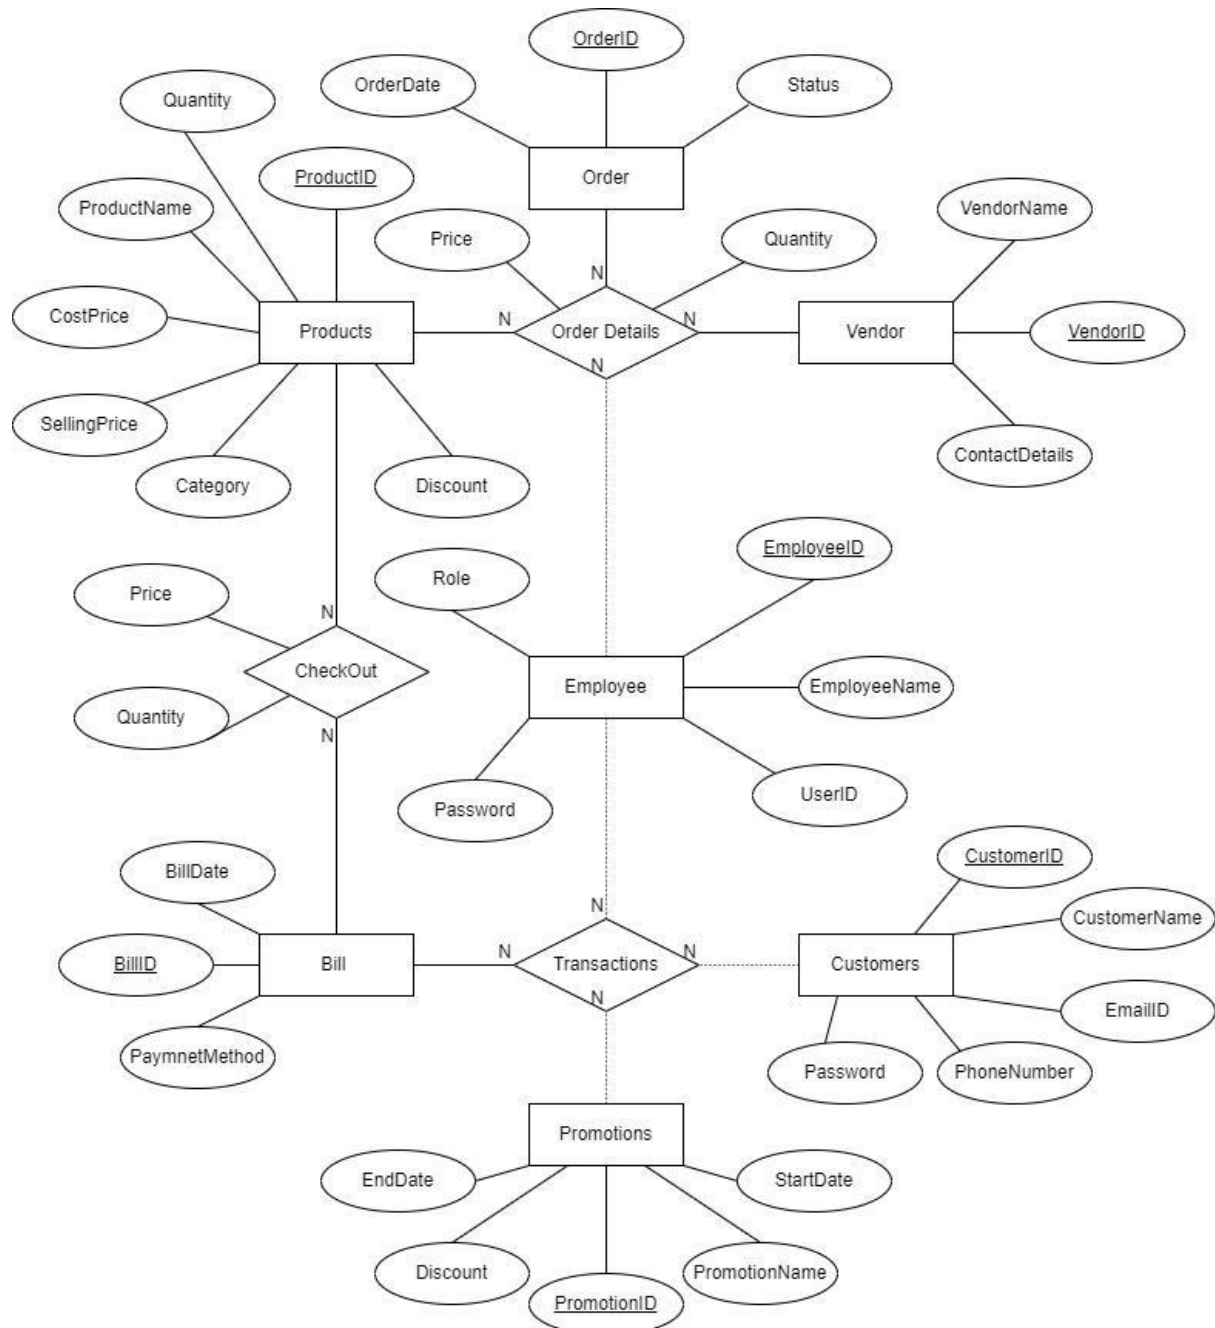 OrderID
OrderDate
Status
Quantity
ProductID
Order
ProductName
VendorName
Price
Quantity
N
CostPrice
Products
N
Order Details
N
Vendor
VendorID
N
SellingPrice
ContactDetails
Category
Discount
EmployeeID
Role
Price
N
CheckOut
Employee
EmployeeName
Quantity
N
UserID
Password
BillDate
CustomerID
N
CustomerName
BillID
Bill
N
Transactions
N
Customers
N
EmailID
PaymnetMethod
Password
PhoneNumber
Promotions
EndDate
StartDate
Discount
PromotionName
PromotionID